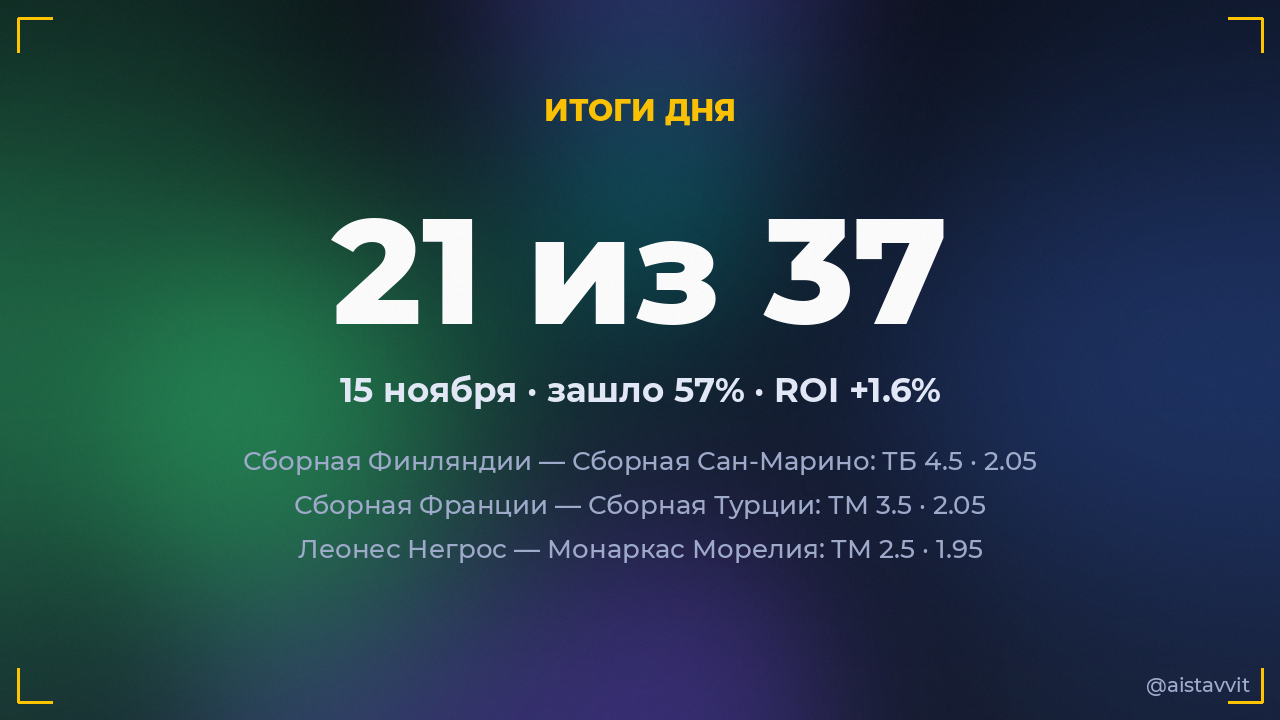 ИТОГИ ДНЯ
21 из 37
15 ноября · зашло 57% · ROI +1.6%
Сборная Финляндии — Сборная Сан-Марино: ТБ 4.5 · 2.05
Сборная Франции — Сборная Турции: ТМ 3.5 · 2.05
Леонес Негрос — Монаркас Морелия: ТМ 2.5 · 1.95
@aistavvit